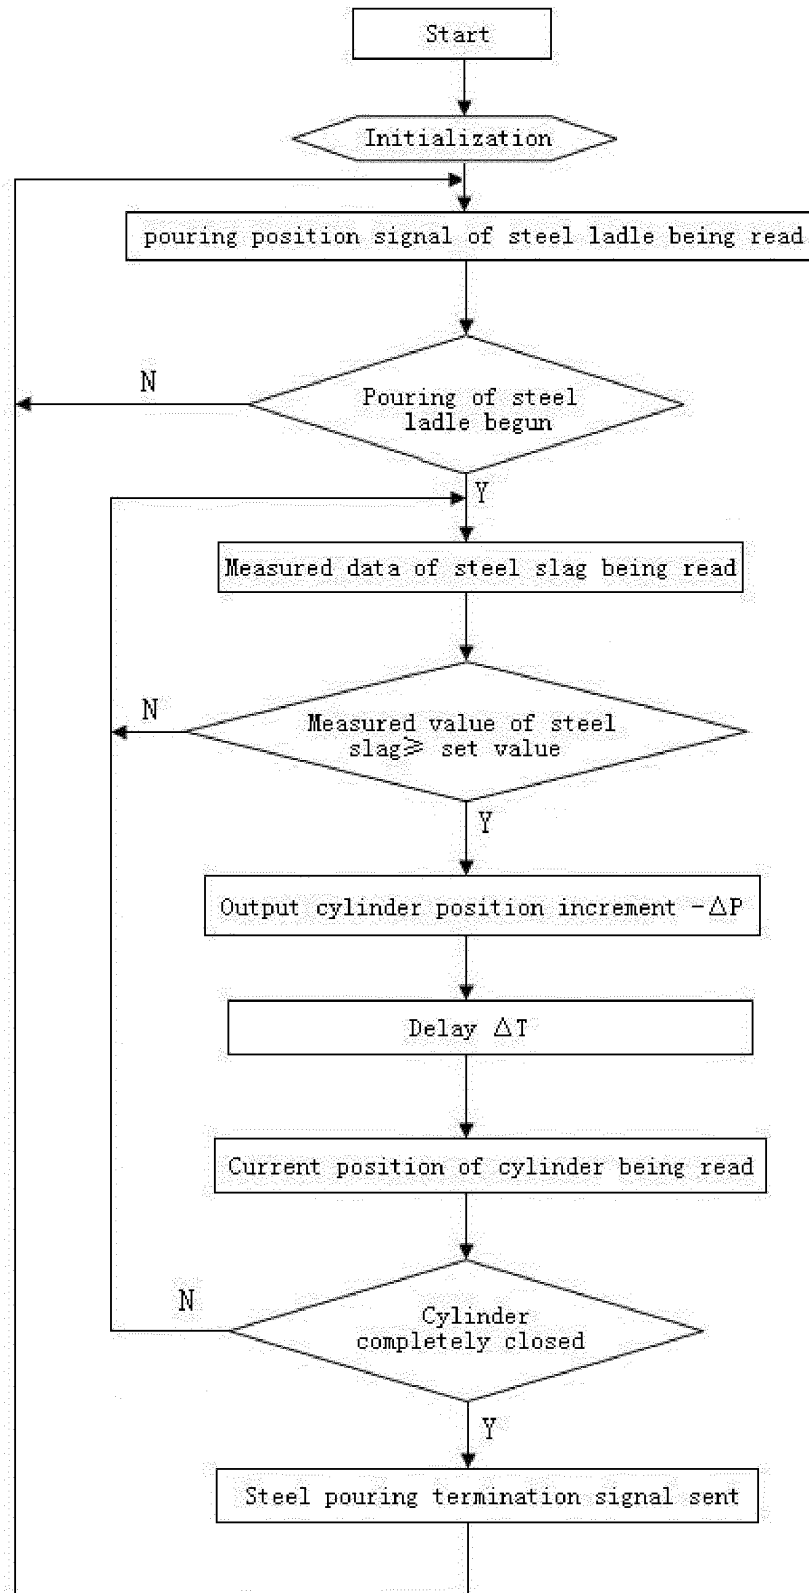 Start
Initialization
pouring position signal of steel ladle being read
N
Pouring of steel
ladle begun
Y
Measured data of steel slag being read
N
Measured value of steel
slag≥ set value
Y
Output cylinder position increment -△P
Delay △T
Current position of cylinder being read
N
Cylinder
completely closed
Y
Steel pouring termination signal sent